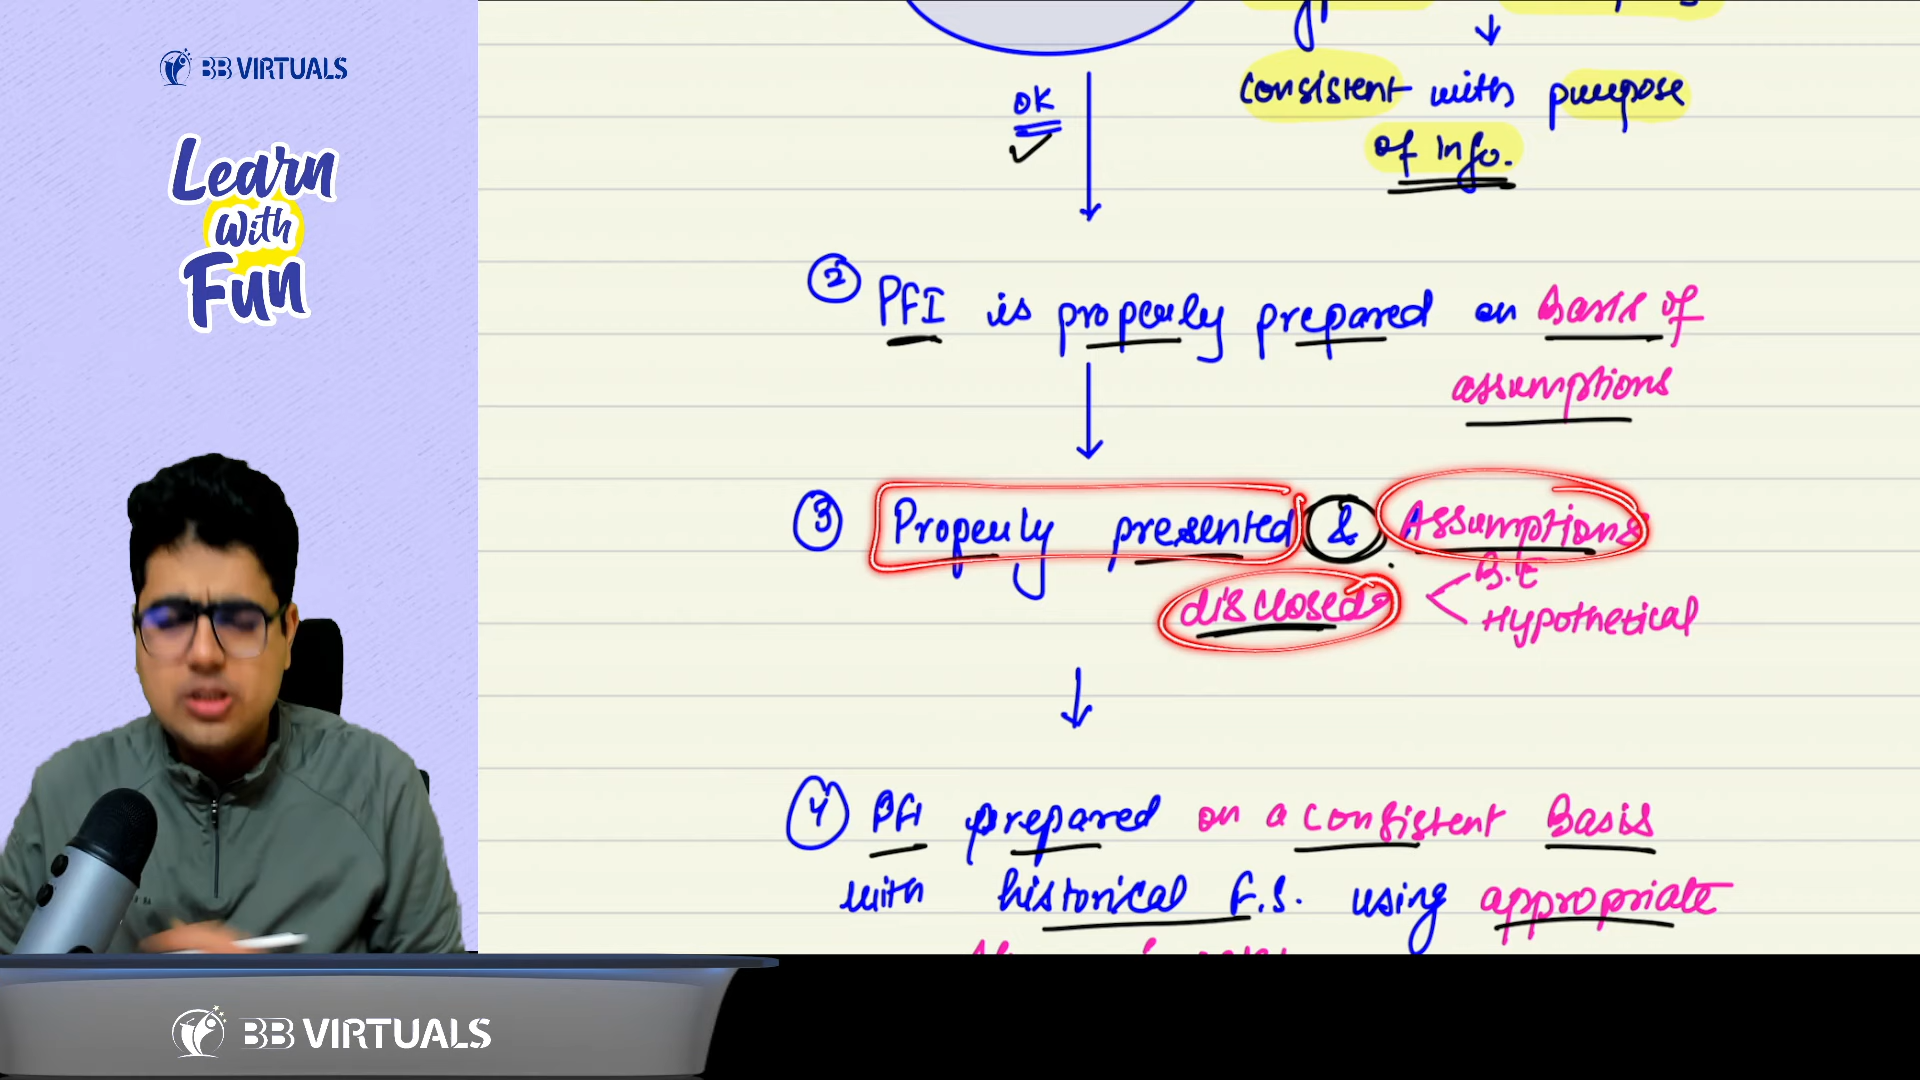 BB VIRTUALS
Learn
With
Fun
OK
consistent with purpose
of Info.
2 PFI is properly prepared on Basis of
assumptions
3 Properly presented & Assumptions
disclosed
B.E
Hypothetical
4 PFI prepared on a consistent Basis
with historical F.S. using appropriate
BB VIRTUALS